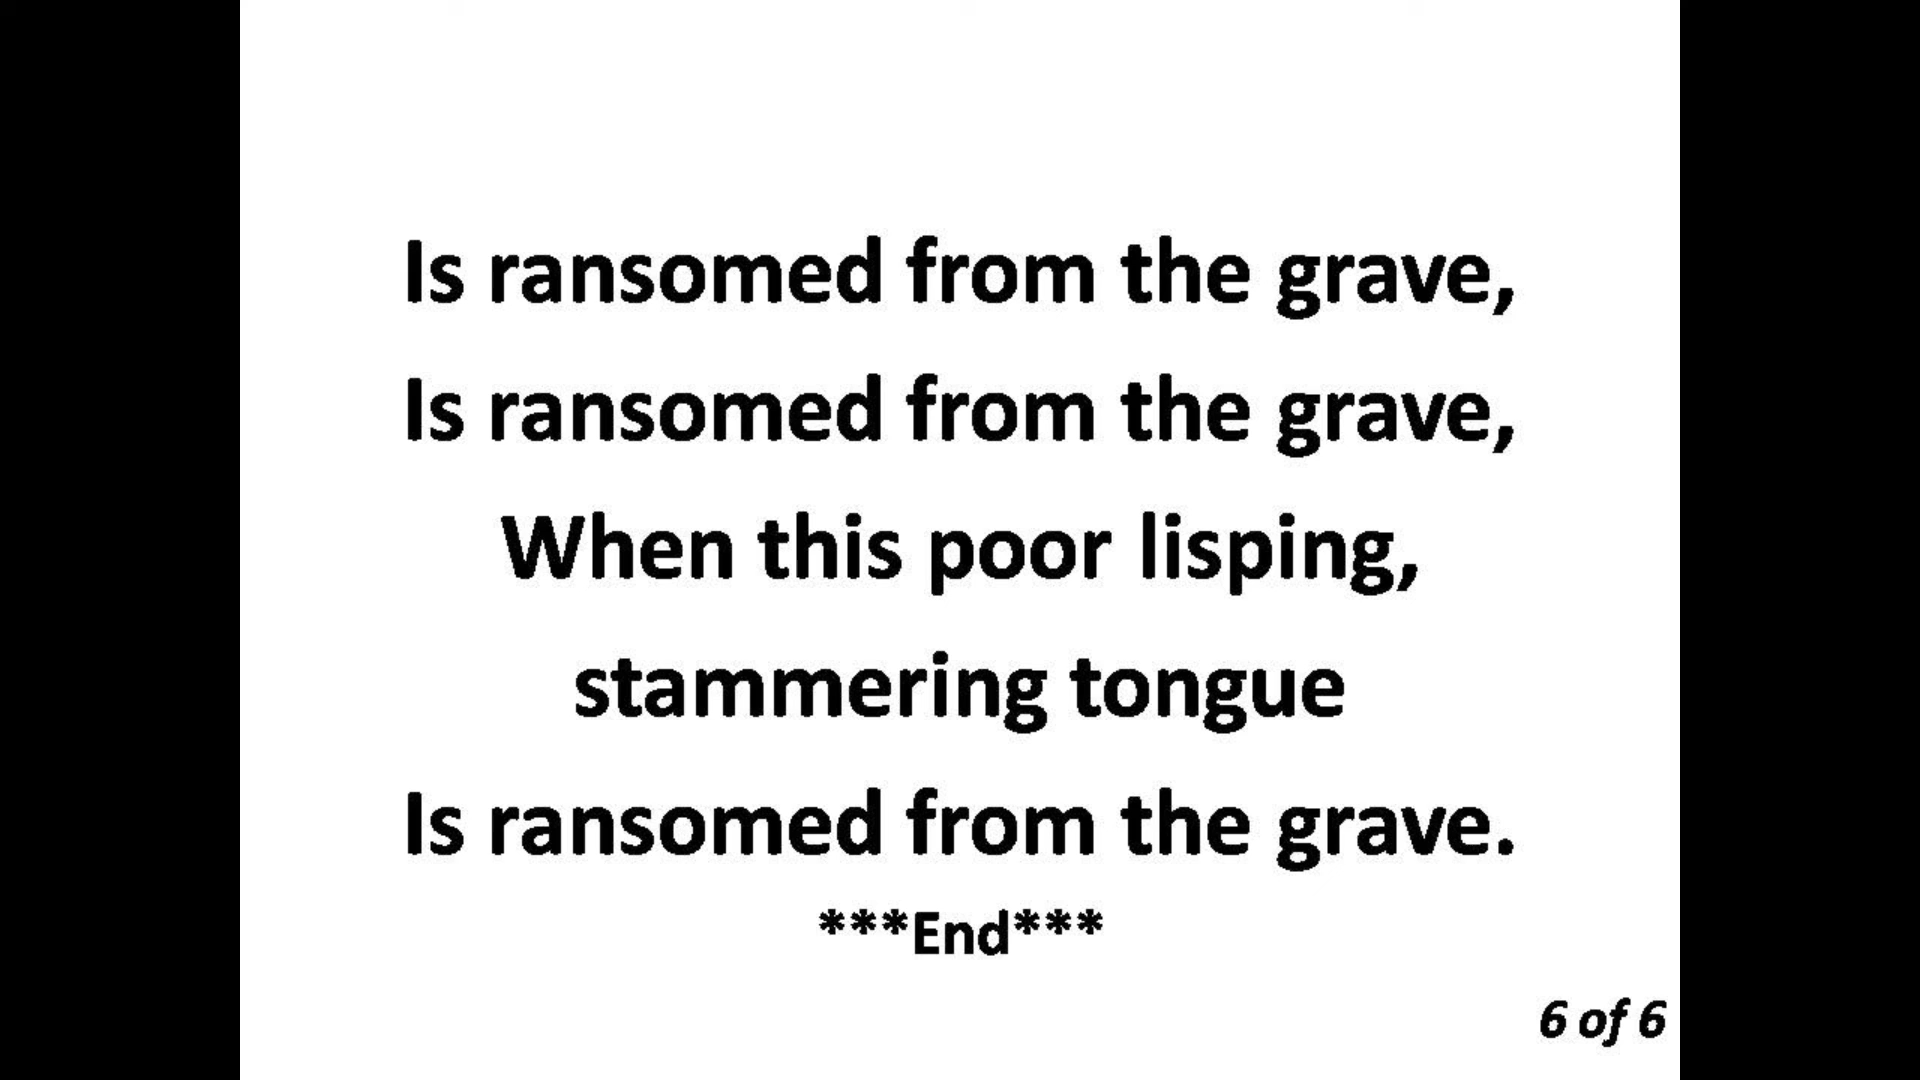 Is ransomed from the grave,
Is ransomed from the grave,
When this poor lisping,
stammering tongue
Is ransomed from the grave.
***End***
6 of 6